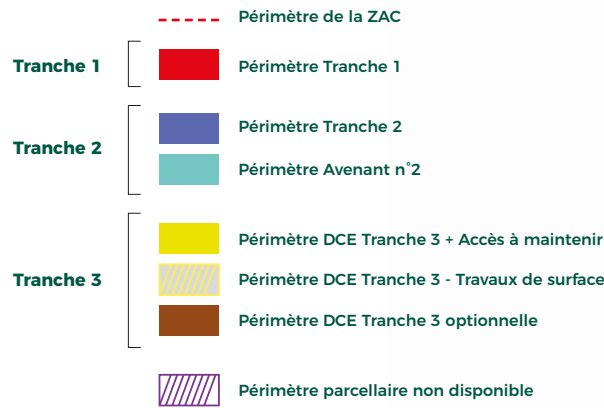 Périmètre de la ZAC
Tranche 1
Périmètre Tranche 1
Tranche 2
Périmètre Tranche 2
Périmètre Avenant n°2
Tranche 3
Périmètre DCE Tranche 3 + Accès à maintenir
Périmètre DCE Tranche 3 - Travaux de surface
Périmètre DCE Tranche 3 optionnelle
Périmètre parcellaire non disponible